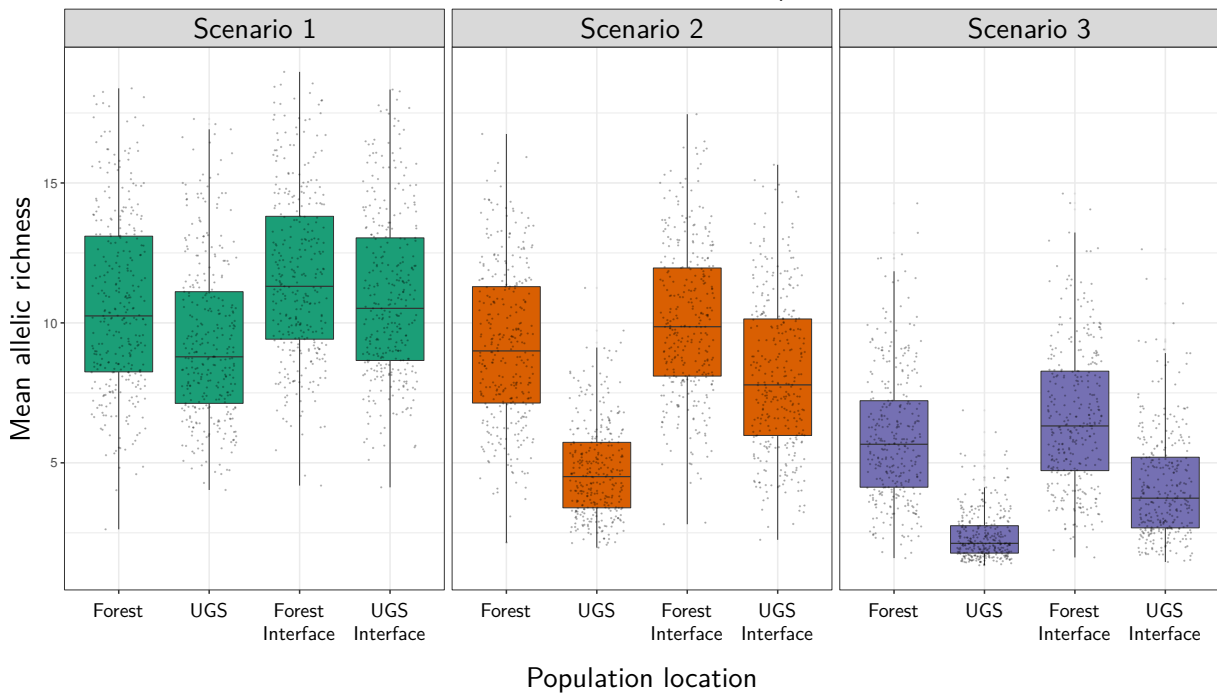 Scenario 1
Scenario 2
Scenario 3
Mean allelic richness
15
10
5
Forest
UGS
Forest
Interface
UGS
Interface
Forest
UGS
Forest
Interface
UGS
Interface
Forest
UGS
Forest
Interface
UGS
Interface
Population location